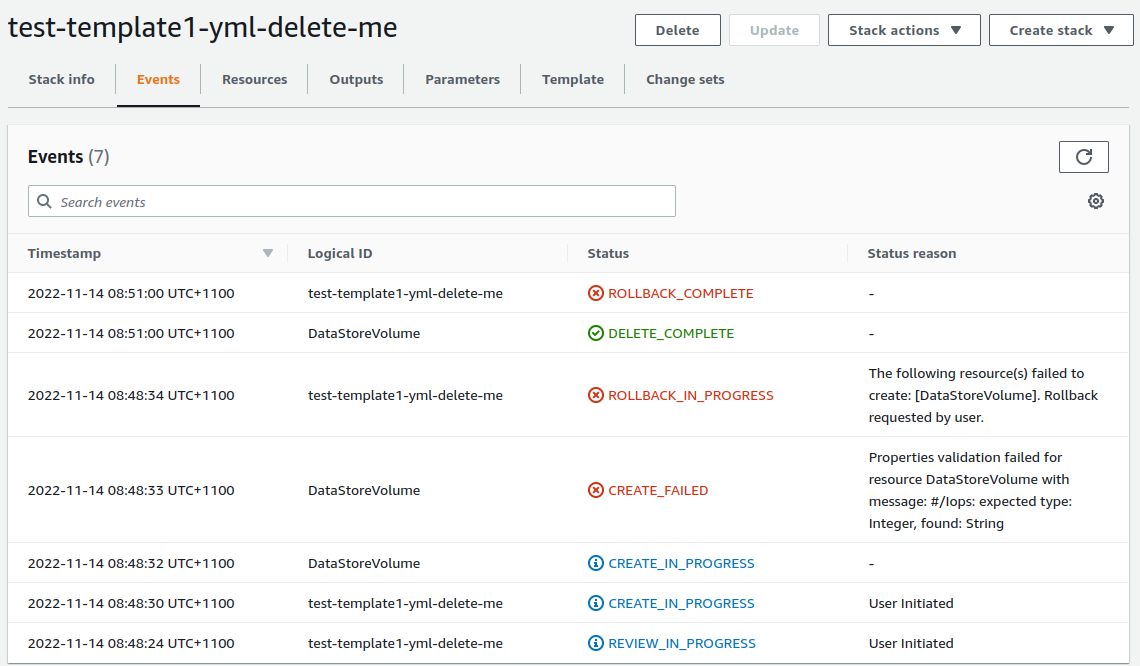 test-template1-yml-delete-me
Delete
Update
Stack actions
Create stack
Stack info
Events
Resources
Outputs
Parameters
Template
Change sets
Events (7)
Search events
Timestamp Logical ID Status Status reason
2022-11-14 08:51:00 UTC+1100 test-template1-yml-delete-me ROLLBACK_COMPLETE -
2022-11-14 08:51:00 UTC+1100 DataStoreVolume DELETE_COMPLETE -
2022-11-14 08:48:34 UTC+1100 test-template1-yml-delete-me ROLLBACK_IN_PROGRESS
The following resource(s) failed to
create: [DataStoreVolume]. Rollback
requested by user.
2022-11-14 08:48:33 UTC+1100 DataStoreVolume CREATE_FAILED
Properties validation failed for
resource DataStoreVolume with
message: #/Iops: expected type:
Integer, found: String
2022-11-14 08:48:32 UTC+1100 DataStoreVolume CREATE_IN_PROGRESS -
2022-11-14 08:48:30 UTC+1100 test-template1-yml-delete-me CREATE_IN_PROGRESS User Initiated
2022-11-14 08:48:24 UTC+1100 test-template1-yml-delete-me REVIEW_IN_PROGRESS User Initiated